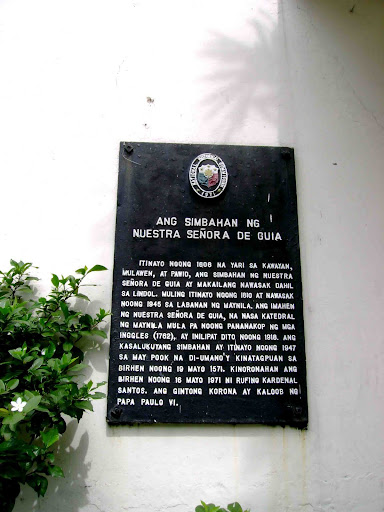 ANG SIMBAHAN NG
NUESTRA SEÑORA DE GUIA
ITINAYO NOONG 1606 NA YARI SA KAWAYAN,
MULAWEN, AT PAWID, ANG SIMBAHAN NG NUESTRA
SEÑORA DE GUIA AY MAKAILANG NAWASAK DAHIL
SA LINDOL. MULING ITINAYO NOONG 1810 AT NAWASAK
NOONG 1945 SA LABANAN NG MAYNILA, ANG IMAHEN
NG NUESTRA SEÑORA DE GUIA, NA NASA KATEDRAL
NG MAYNILA MULA PA NOONG PANANAKOP NG MGA
INGGLES (1762), AY INILIPAT DITO NOONG 1918. ANG
KASALUKUYANG SIMBAHAN AY ITINAYO NOONG 1947
SA MAY POOK NA DI-UMANO'Y KINATAGPUAN SA
BIRHEN NOONG 19 MAYO 1571. KINORONAHAN ANG
BIRHEN NOONG 16 MAYO 1971 NI RUFINO KARDENAL
SANTOS. ANG GINTONG KORONA AY KALOOB NG
PAPA PAULO VI.